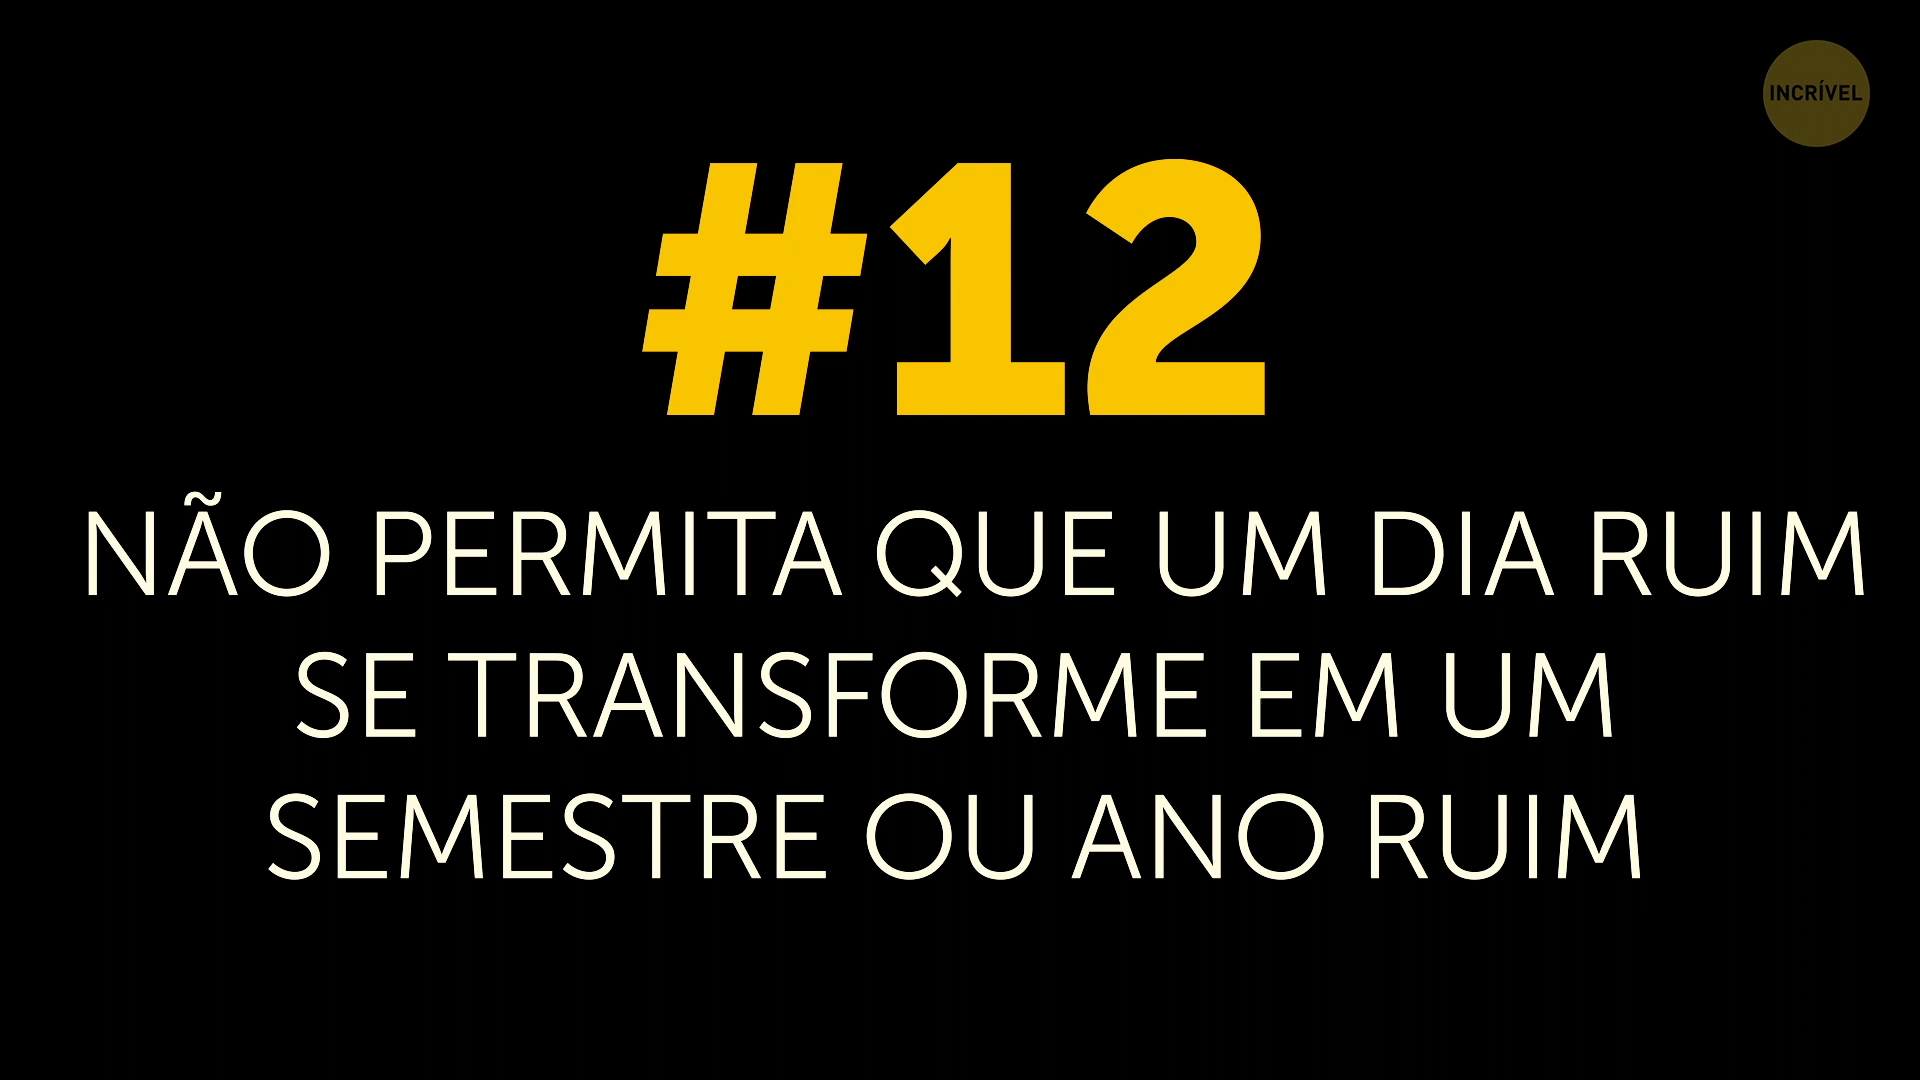 INCRÍVEL
#12
NÃO PERMITA QUE UM DIA RUIM
SE TRANSFORME EM UM
SEMESTRE OU ANO RUIM